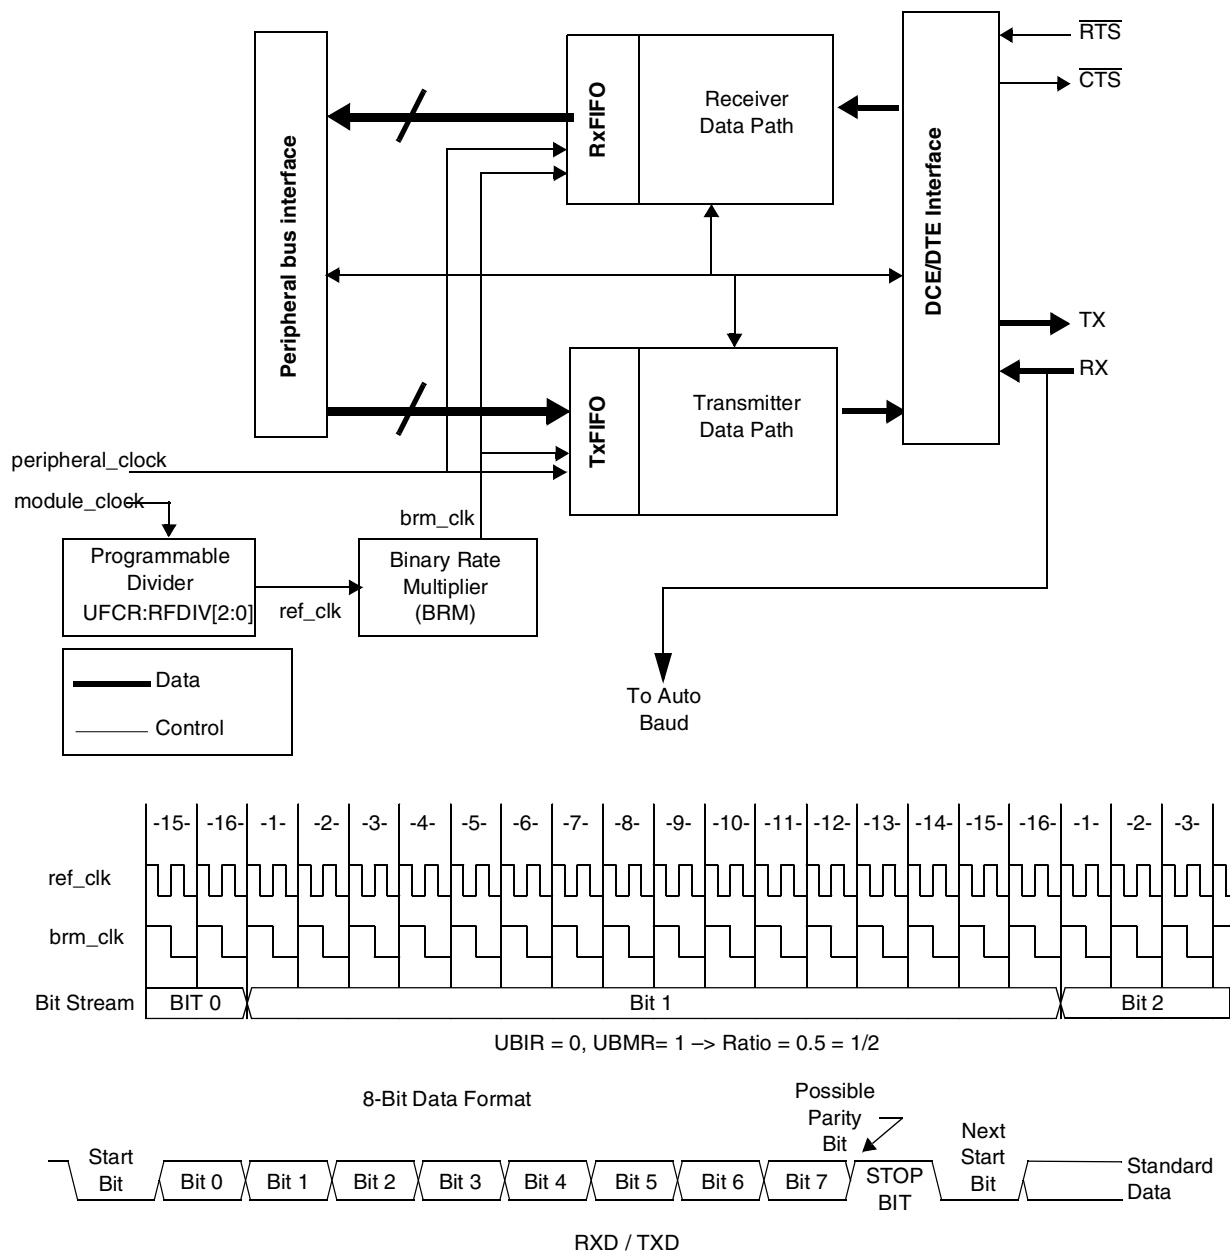 RTS
CTS
Peripheral bus interface
RxFIFO
Receiver
Data Path
DCE/DTE Interface
TX
RX
TxFIFO
Transmitter
Data Path
peripheral_clock
module_clock
brm_clk
Programmable
Divider
UFCR:RFDIV[2:0]
ref_clk
Binary Rate
Multiplier
(BRM)
Data
Control
To Auto
Baud
-15- -16- -1- -2- -3- -4- -5- -6- -7- -8- -9- -10- -11- -12- -13- -14- -15- -16- -1- -2- -3-
ref_clk
brm_clk
Bit Stream BIT 0 Bit 1 Bit 2
UBIR = 0, UBMR= 1 –> Ratio = 0.5 = 1/2
8-Bit Data Format
Possible
Parity
Bit
Start
Bit
Bit 0 Bit 1 Bit 2 Bit 3 Bit 4 Bit 5 Bit 6 Bit 7
STOP
BIT
Next
Start
Bit
Standard
Data
RXD / TXD